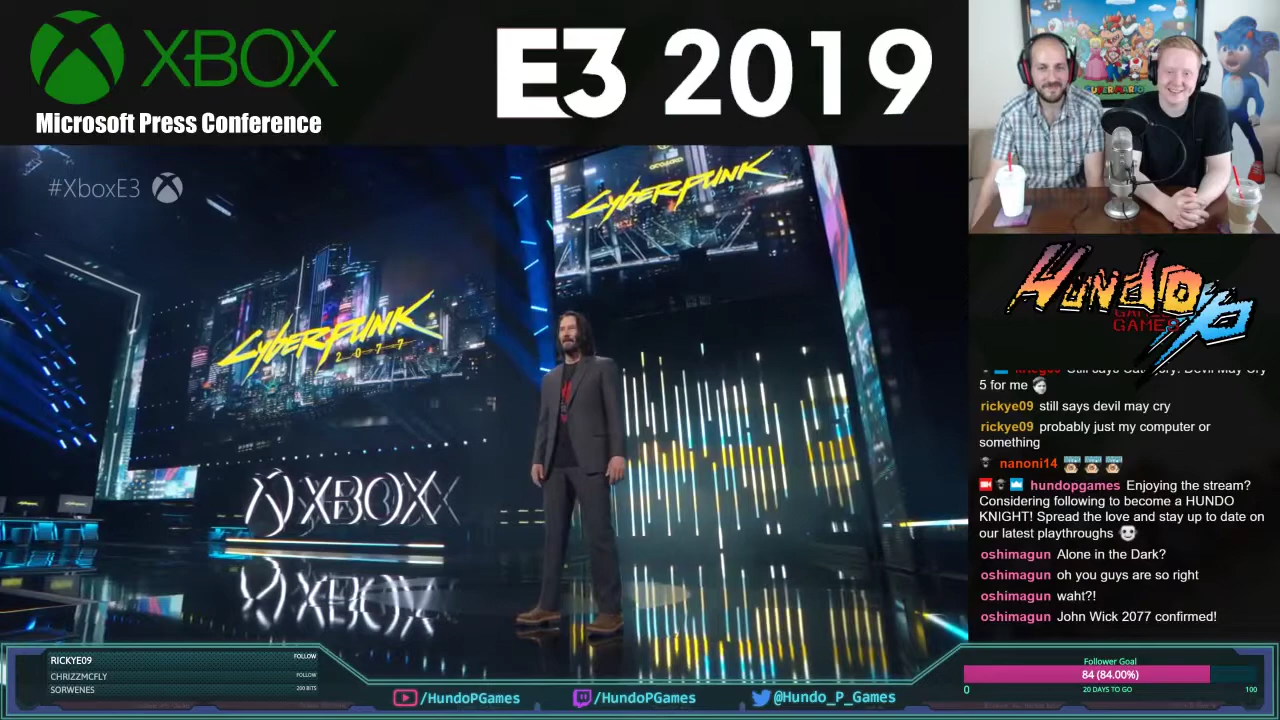 XBOX
Microsoft Press Conference
E3 2019
#XboxE3
CYBERPUNK
2077
CYBERPUNK
2077
XBOX
XBOX
SUPER MARIO
HUNDO P
GAMES
5 for me
rickye09 still says devil may cry
rickye09 probably just my computer or
something
nanoni14
hundopgames Enjoying the stream?
Considering following to become a HUNDO
KNIGHT! Spread the love and stay up to date on
our latest playthroughs
oshimagun Alone in the Dark?
oshimagun oh you guys are so right
oshimagun waht?!
oshimagun John Wick 2077 confirmed!
RICKYE09 FOLLOW
CHRIZZMCFLY FOLLOW
SORWENES 200 BITS
/HundoPGames
/HundoPGames
@Hundo_P_Games
Follower Goal
84 (84.00%)
0 20 DAYS TO GO 100